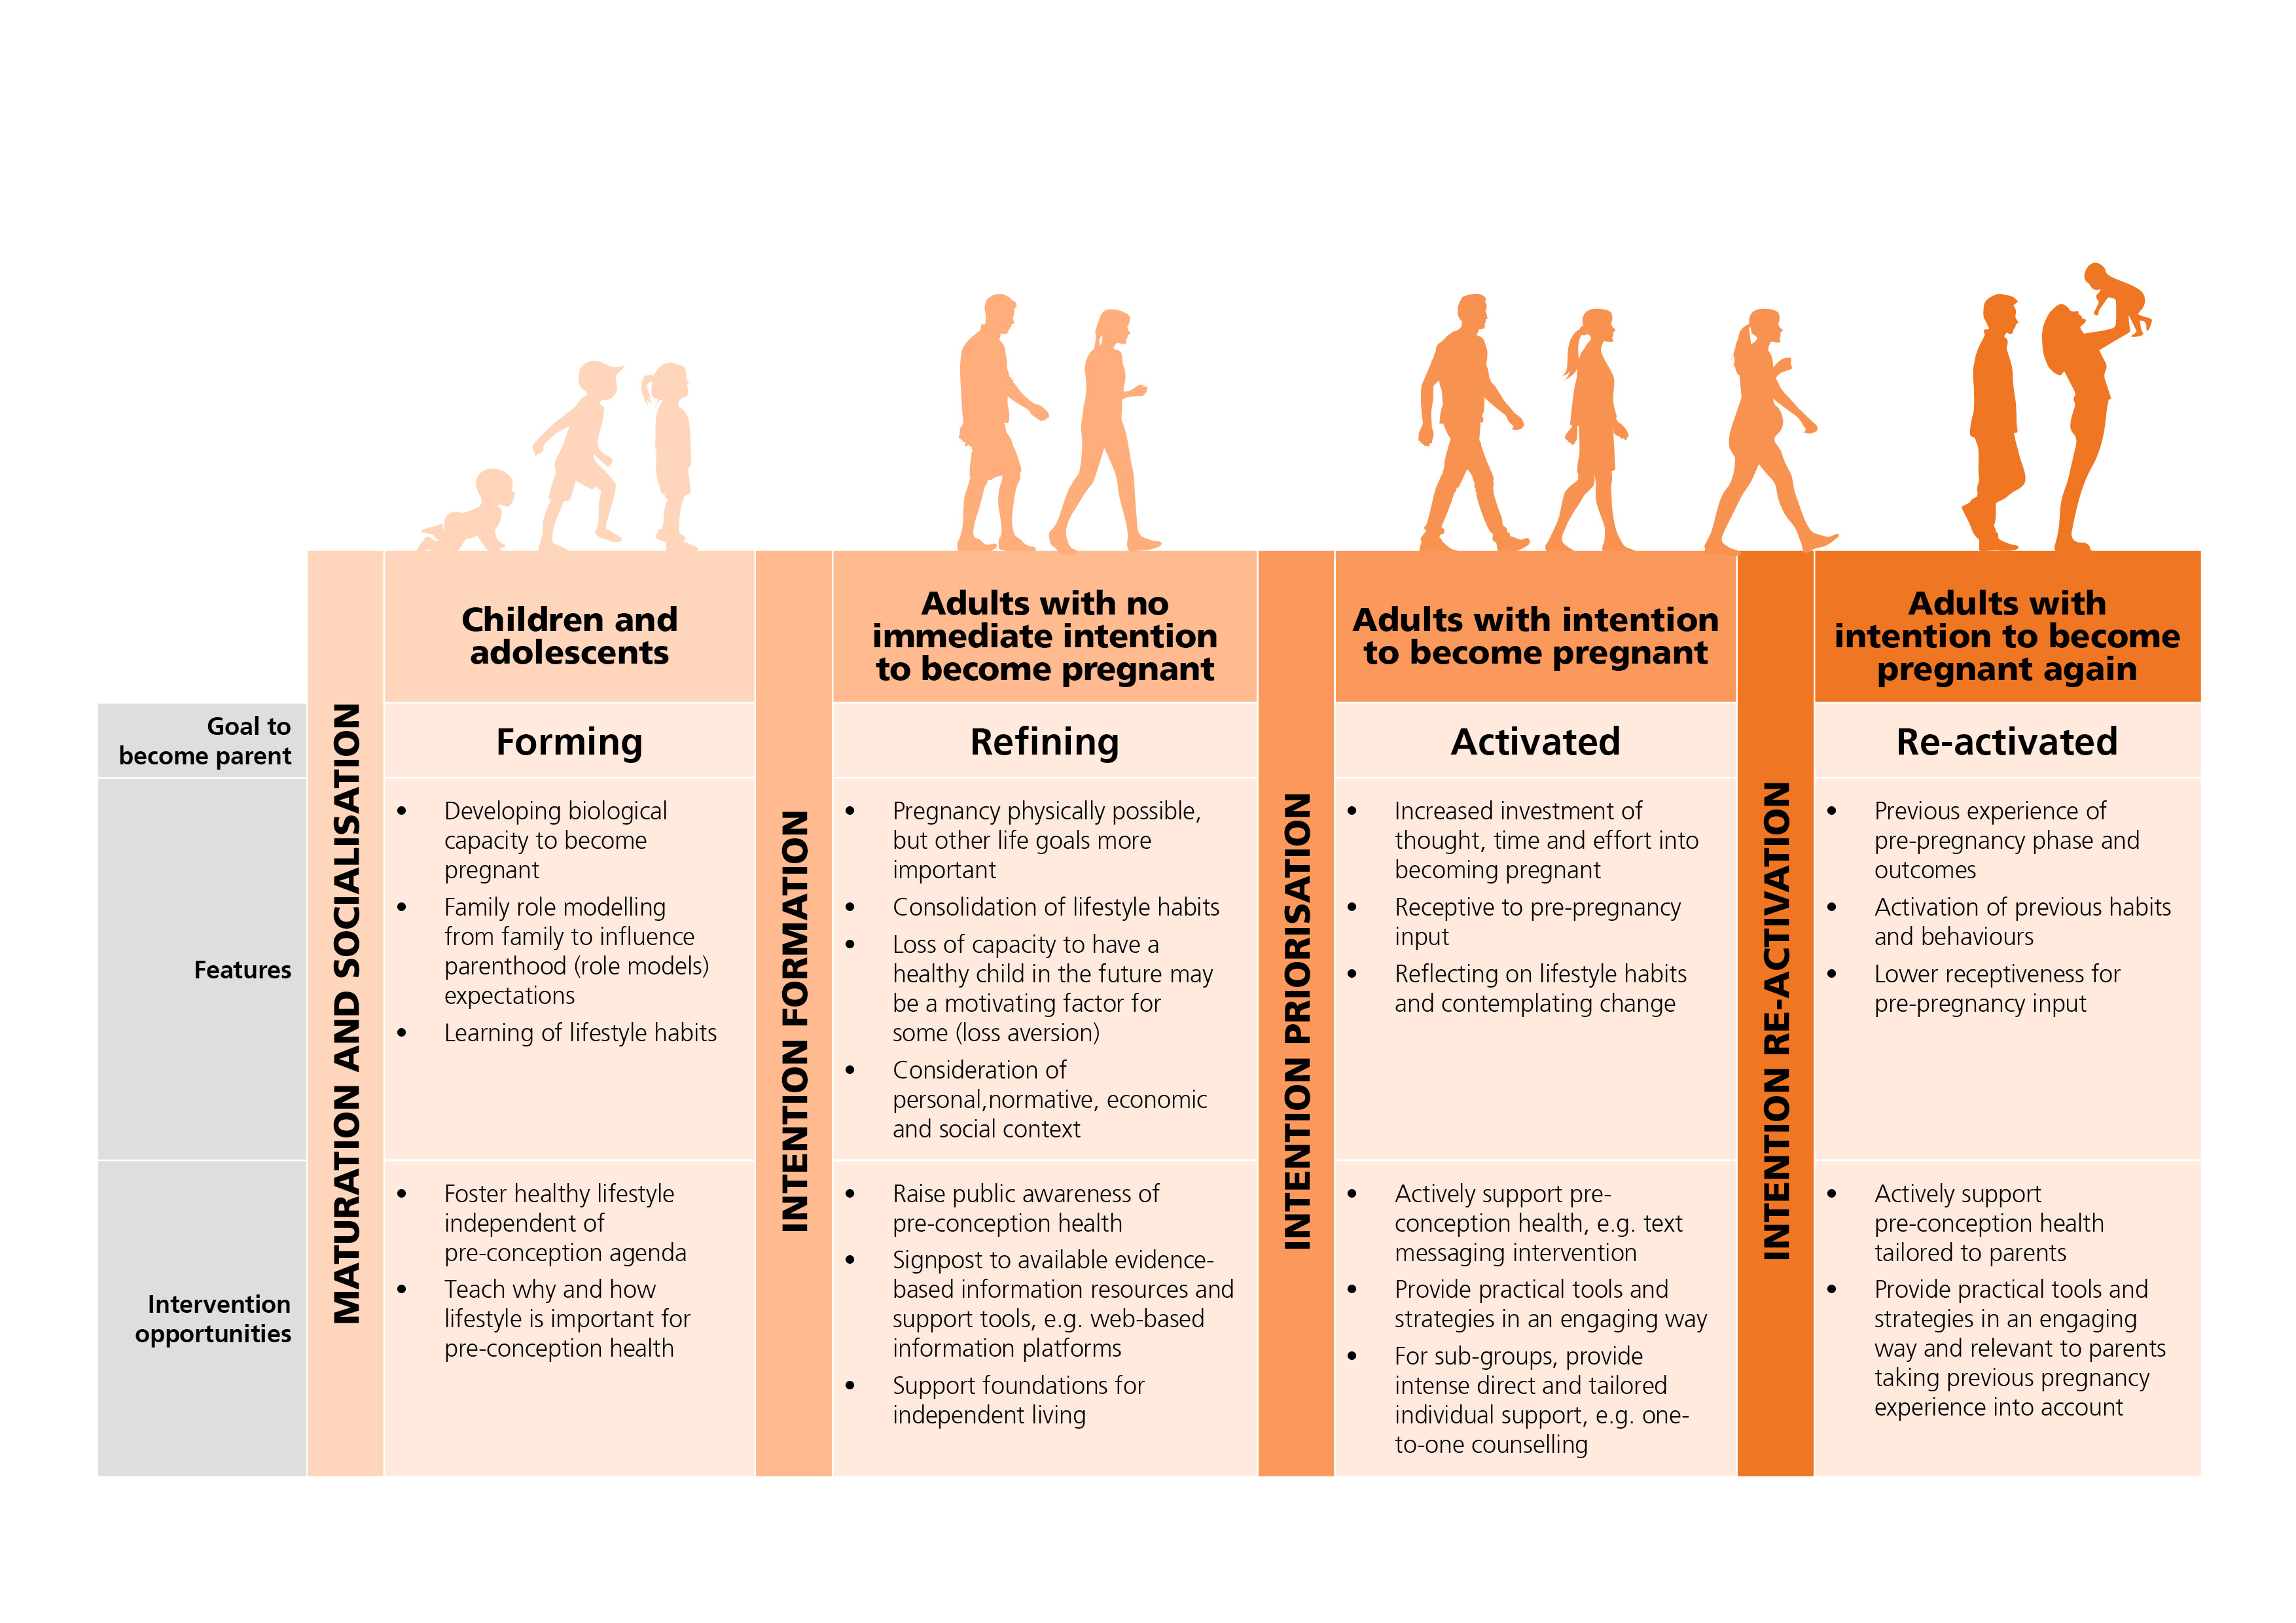 Children and
adolescents
Adults with no
immediate intention
to become pregnant
Adults with intention
to become pregnant
Adults with
intention to become
pregnant again
Goal to
become parent
Forming
Refining
Activated
Re-activated
MATURATION AND SOCIALISATION
INTENTION FORMATION
INTENTION PRIORISATION
INTENTION RE-ACTIVATION
Features
• Developing biological
capacity to become
pregnant
• Family role modelling
from family to influence
parenthood (role models)
expectations
• Learning of lifestyle habits
• Pregnancy physically possible,
but other life goals more
important
• Consolidation of lifestyle habits
• Loss of capacity to have a
healthy child in the future may
be a motivating factor for
some (loss aversion)
• Consideration of
personal,normative, economic
and social context
• Increased investment of
thought, time and effort into
becoming pregnant
• Receptive to pre-pregnancy
input
• Reflecting on lifestyle habits
and contemplating change
• Previous experience of
pre-pregnancy phase and
outcomes
• Activation of previous habits
and behaviours
• Lower receptiveness for
pre-pregnancy input
Intervention
opportunities
• Foster healthy lifestyle
independent of
pre-conception agenda
• Teach why and how
lifestyle is important for
pre-conception health
• Raise public awareness of
pre-conception health
• Signpost to available evidence-
based information resources and
support tools, e.g. web-based
information platforms
• Support foundations for
independent living
• Actively support pre-
conception health, e.g. text
messaging intervention
• Provide practical tools and
strategies in an engaging way
• For sub-groups, provide
intense direct and tailored
individual support, e.g. one-
to-one counselling
• Actively support
pre-conception health
tailored to parents
• Provide practical tools and
strategies in an engaging
way and relevant to parents
taking previous pregnancy
experience into account